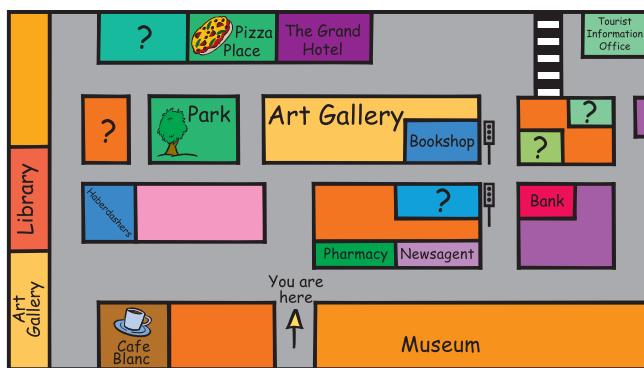 ?
Pizza
Place
The Grand
Hotel
Tourist
Information
Office
?
Park
Art Gallery
Bookshop
?
?
Library
Haberdashers
?
Bank
Pharmacy
Newsagent
Art
Gallery
You are
here
Cafe
Blanc
Museum